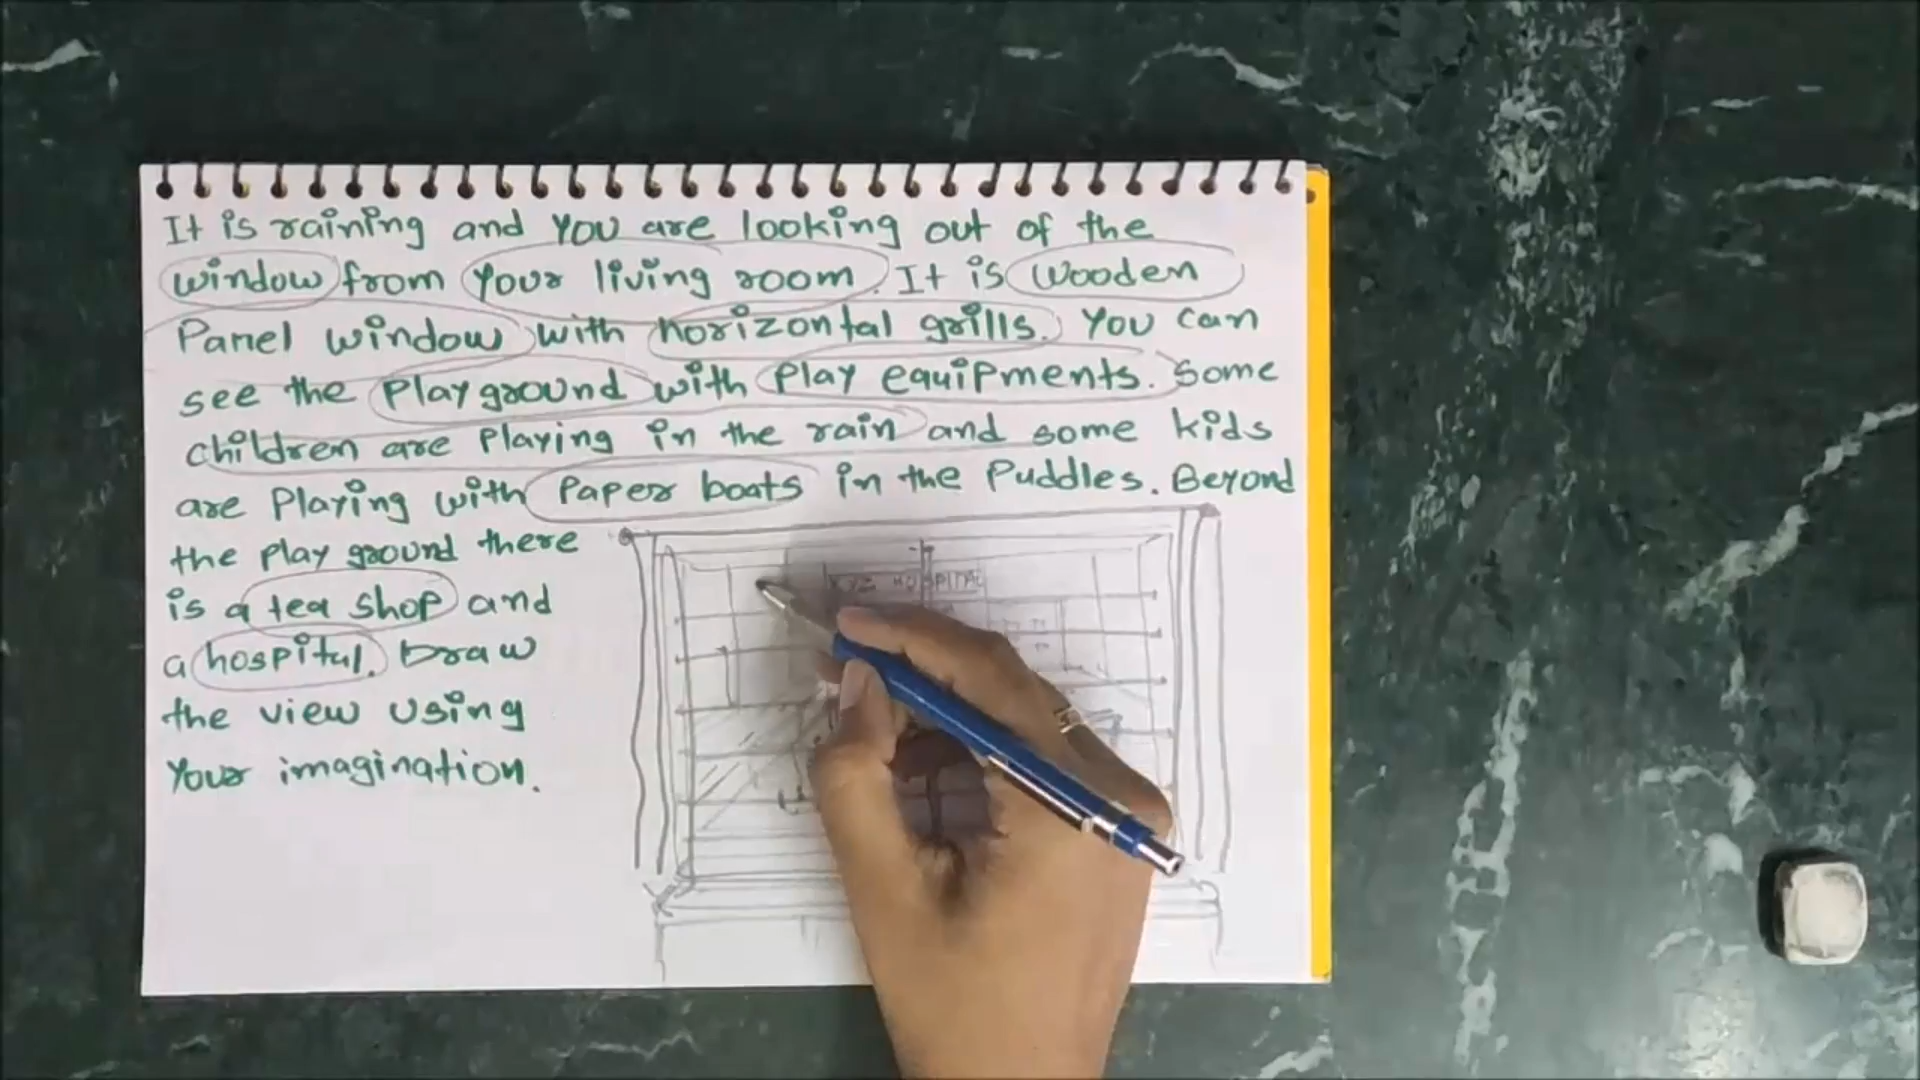 It is raining and you are looking out of the
window from your living room. It is wooden
Panel window with horizontal grills. You can
see the playground with play equipments. Some
children are playing in the rain and some kids
are playing with paper boats in the puddles. Beyond
the play ground there
is a tea shop and
a hospital. Draw
the view using
your imagination.
XYZ HOSPITAL